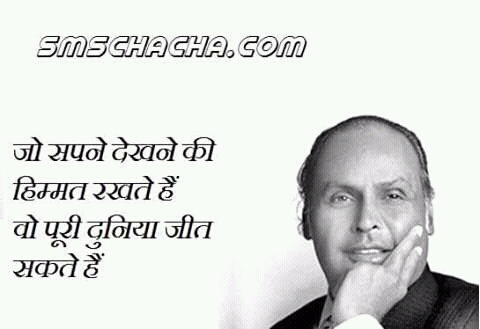 SMSCHACHA.COM
जो सपने देखने की
हिम्मत रखते हैं
वो पूरी दुनिया जीत
सकते हैं